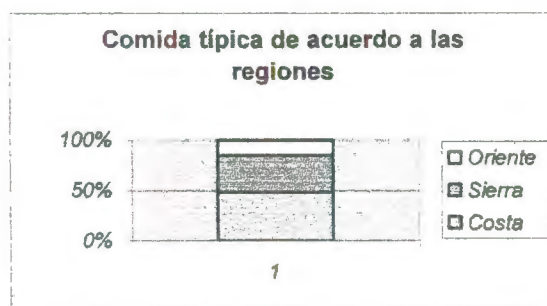 Comida típica de acuerdo a las
regiones
100%
50%
0%
1
Oriente
Sierra
Costa